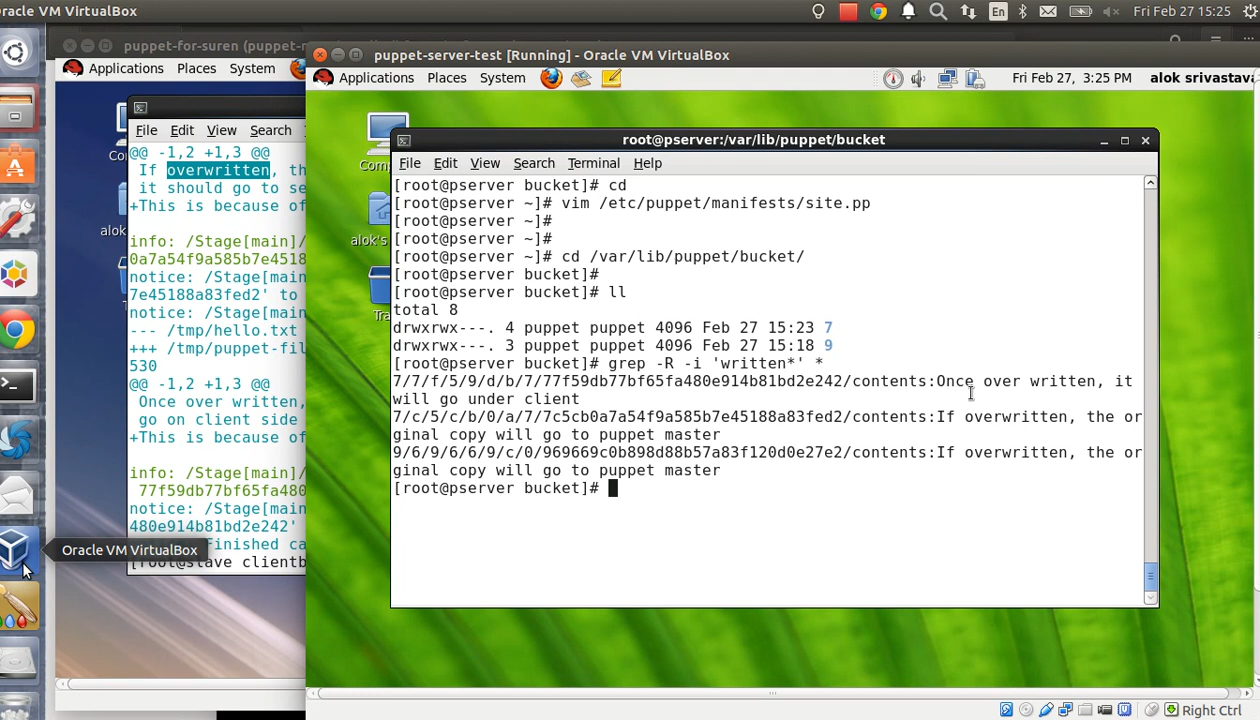 Oracle VM VirtualBox
En
Fri Feb 27 15:25
puppet-for-suren (puppet-
puppet-server-test [Running] - Oracle VM VirtualBox
Applications Places System
Applications Places System
Fri Feb 27, 3:25 PM alok srivastava
File Edit View Search
@@ -1,2 +1,3 @@
If overwritten, th
it should go to se
+This is because of
info: /Stage[main]/
0a7a54f9a585b7e4518
notice: /Stage[main
7e45188a83fed2' to
notice: /Stage[main
--- /tmp/hello.txt
+++ /tmp/puppet-fil
530
@@ -1,2 +1,3 @@
Once over written,
go on client side
+This is because of
info: /Stage[main]/
77f59db77bf65fa480
notice: /Stage[main
480e914b81bd2e242'
Finished ca
[root@slave clientb
Oracle VM VirtualBox
root@pserver:/var/lib/puppet/bucket
File Edit View Search Terminal Help
[root@pserver bucket]# cd
[root@pserver ~]# vim /etc/puppet/manifests/site.pp
[root@pserver ~]#
[root@pserver ~]#
[root@pserver ~]# cd /var/lib/puppet/bucket/
[root@pserver bucket]#
[root@pserver bucket]# ll
total 8
drwxrwx---. 4 puppet puppet 4096 Feb 27 15:23 7
drwxrwx---. 3 puppet puppet 4096 Feb 27 15:18 9
[root@pserver bucket]# grep -R -i 'written*' *
7/7/f/5/9/d/b/7/77f59db77bf65fa480e914b81bd2e242/contents:Once over written, it
will go under client
7/c/5/c/b/0/a/7/7c5cb0a7a54f9a585b7e45188a83fed2/contents:If overwritten, the or
ginal copy will go to puppet master
9/6/9/6/6/9/c/0/969669c0b898d88b57a83f120d0e27e2/contents:If overwritten, the or
ginal copy will go to puppet master
[root@pserver bucket]#
Com
alok's
Tra
Right Ctrl